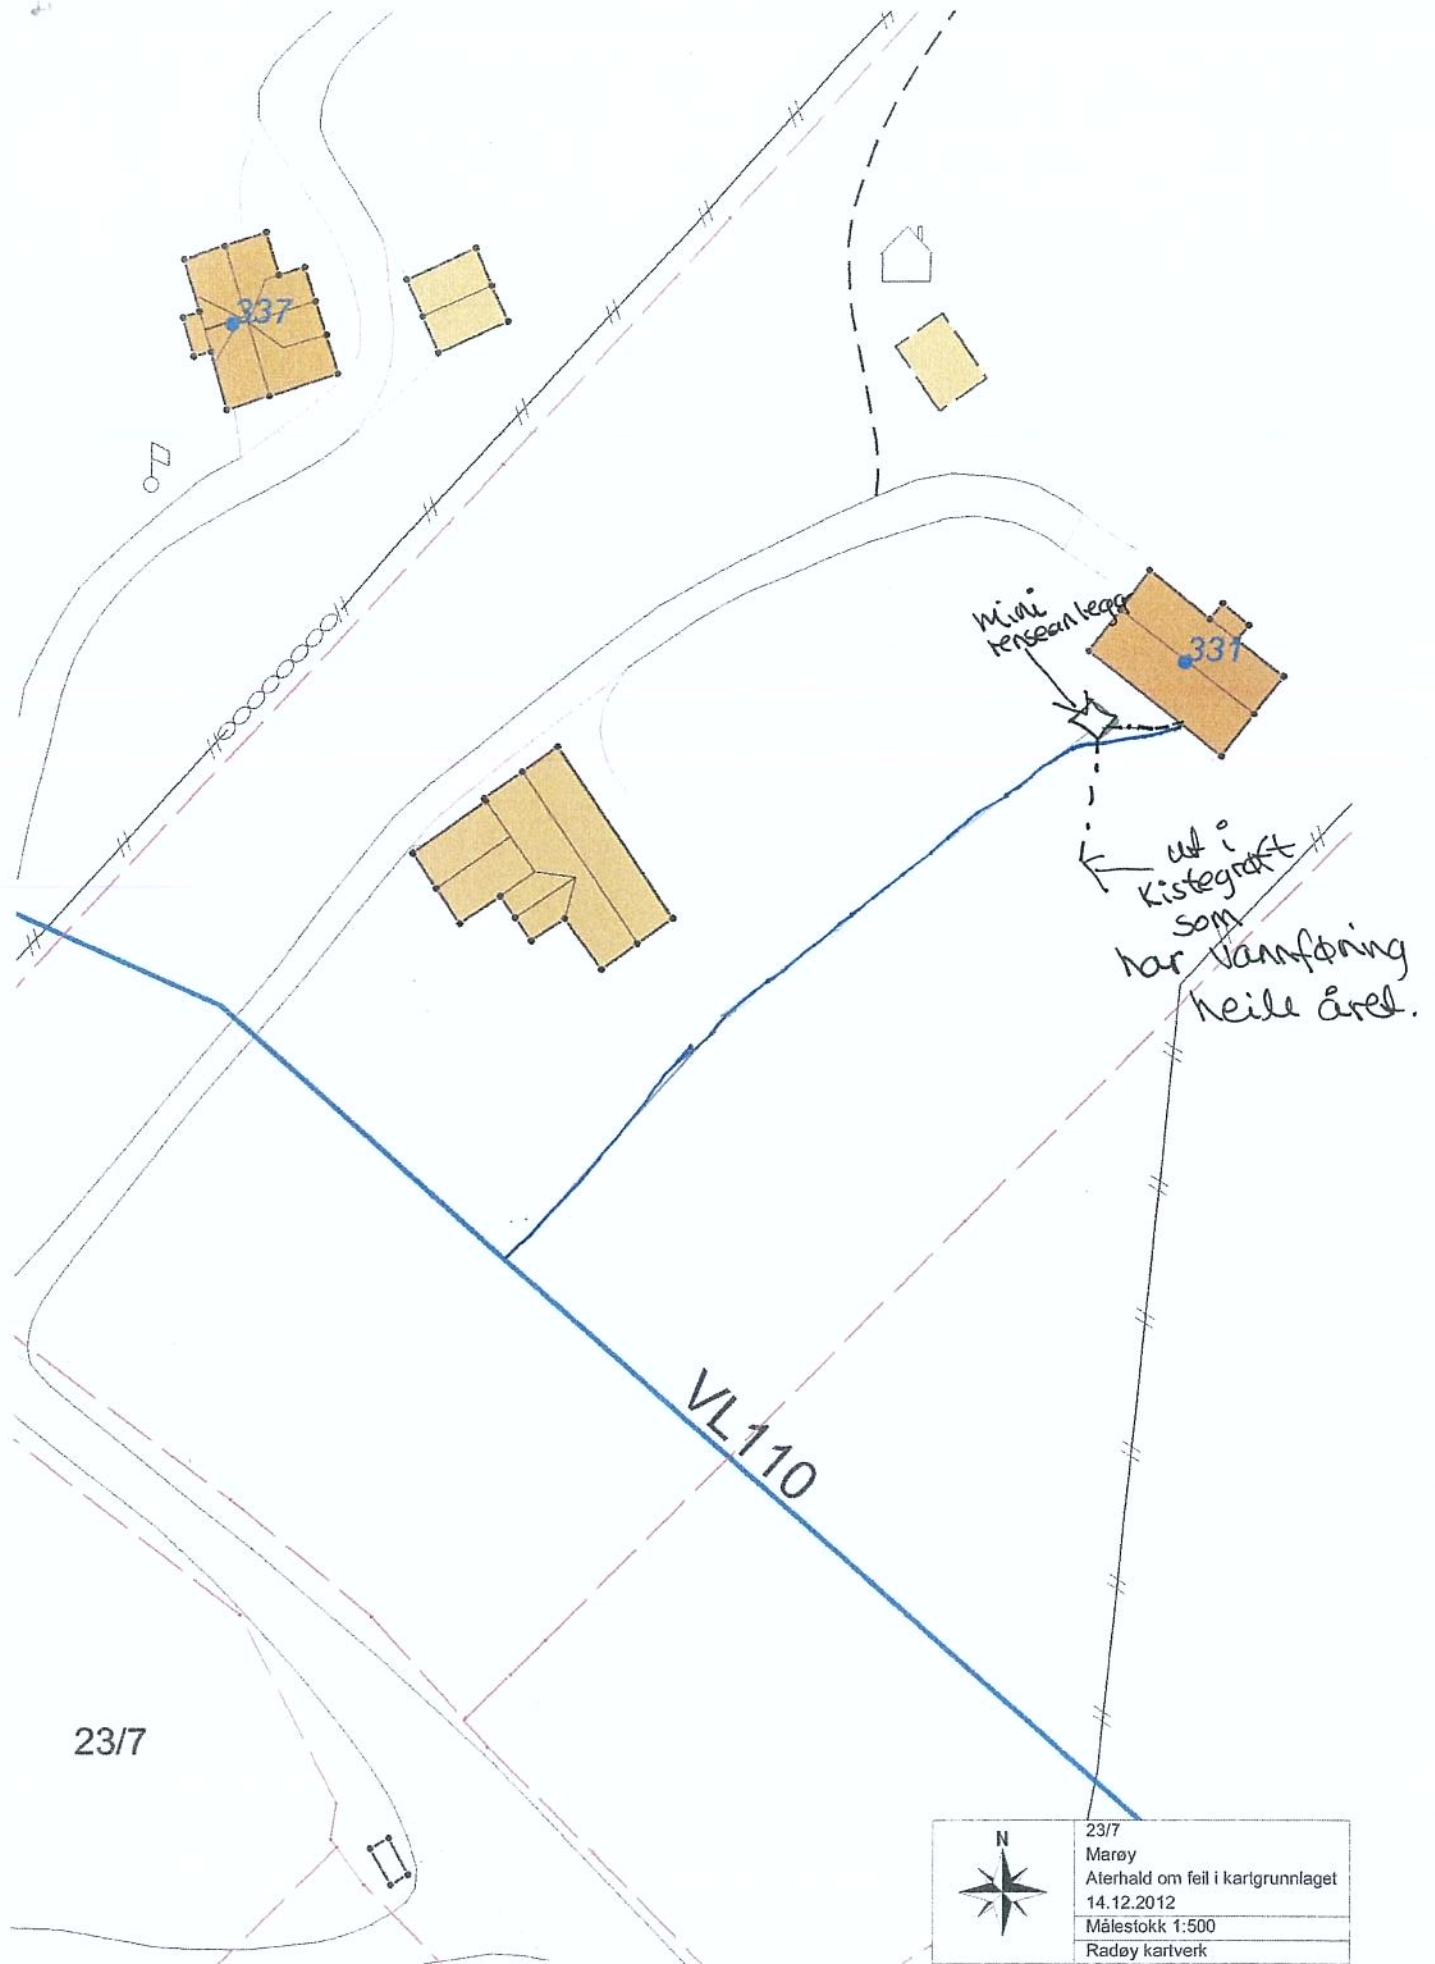 337
mini
renseanlegg
331
ut i
kistegrøft
som
har vannføring
heile året.
VL110
23/7
N
23/7
Marøy
Aterhald om feil i kartgrunnlaget
14.12.2012
Målestokk 1:500
Radøy kartverk